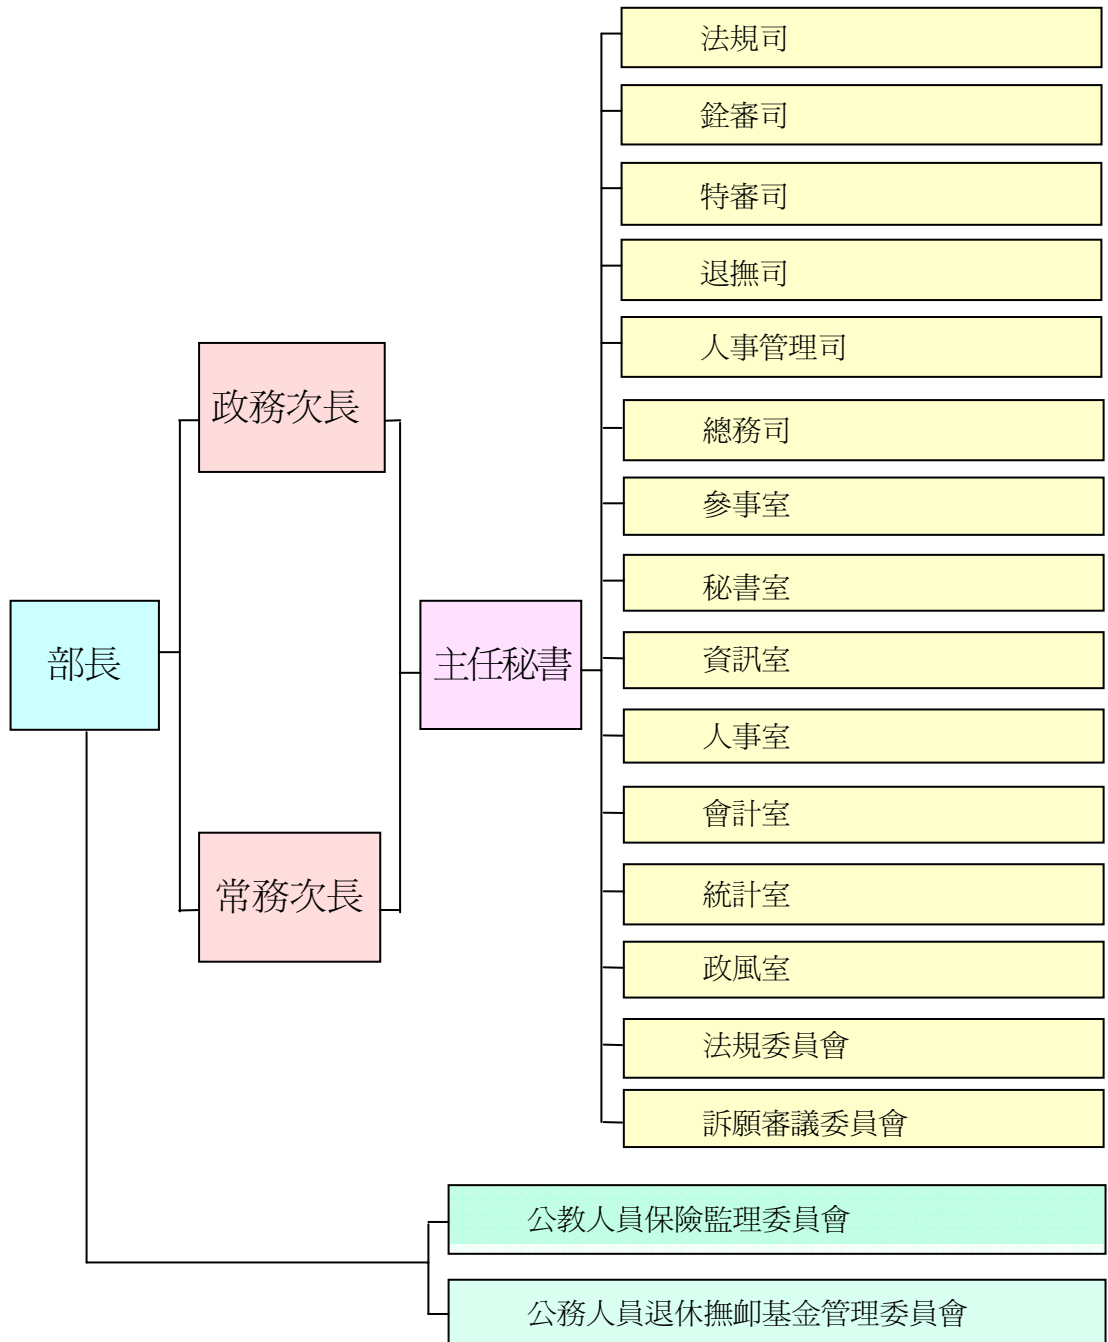 法規司
銓審司
特審司
退撫司
人事管理司
政務次長
總務司
參事室
秘書室
部長
主任秘書
資訊室
人事室
會計室
常務次長
統計室
政風室
法規委員會
訴願審議委員會
公教人員保險監理委員會
公務人員退休撫卹基金管理委員會